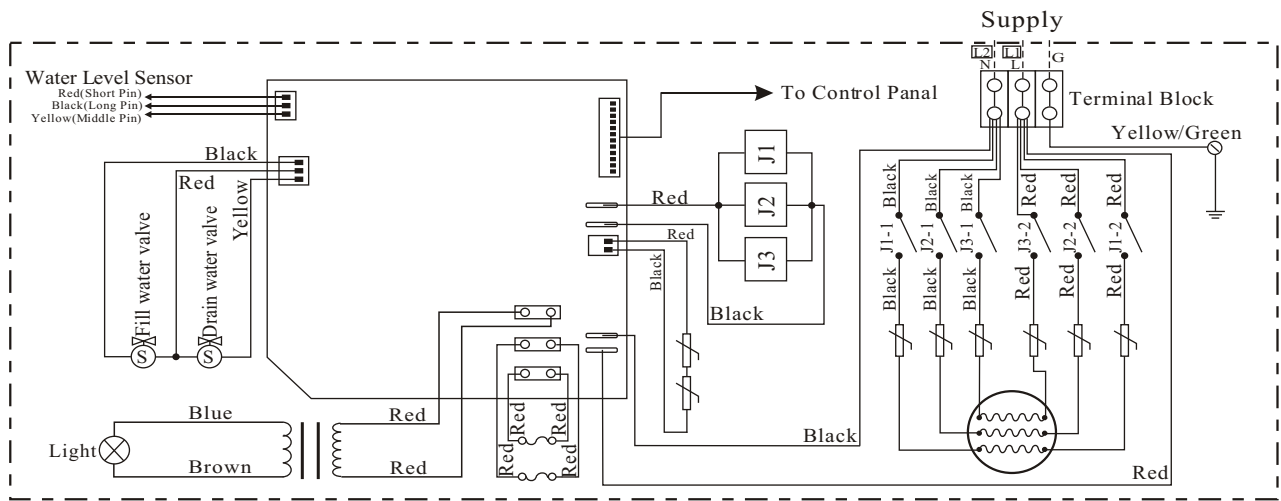 Supply
L2 L1
N L G
Terminal Block
Yellow/Green
Water Level Sensor
Red(Short Pin)
Black(Long Pin)
Yellow(Middle Pin)
To Control Panal
Black
Red
Yellow
Fill water valve
Drain water valve
S S
Red
Black
Red
Black
J1
J2
J3
Black Black Black Red Red Red
J1-1 J2-1 J3-1 J3-2 J2-2 J1-2
Black Black Black Red Red Red
Light
Blue
Brown
Red
Red
Red Red
Red Red
Black
Red